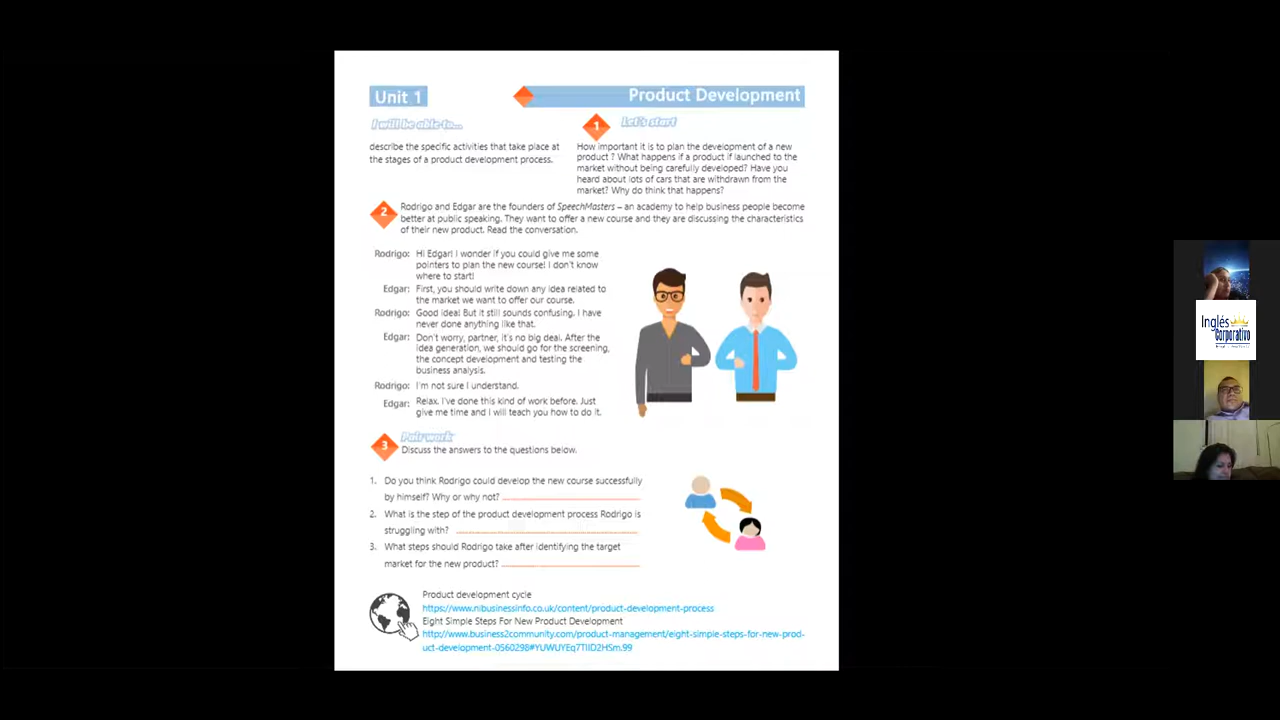 Unit 1
Product Development
I will be able to...
describe the specific activities that take place at
the stages of a product development process.
1
Let's start
How important it is to plan the development of a new
product ? What happens if a product if launched to the
market without being carefully developed? Have you
heard about lots of cars that are withdrawn from the
market? Why do think that happens?
2
Rodrigo and Edgar are the founders of SpeechMasters – an academy to help business people become
better at public speaking. They want to offer a new course and they are discussing the characteristics
of their new product. Read the conversation.
Rodrigo: Hi Edgar! I wonder if you could give me some
pointers to plan the new course! I don't know
where to start!
Edgar: First, you should write down any idea related to
the market we want to offer our course.
Rodrigo: Good idea! But it still sounds confusing. I have
never done anything like that.
Edgar: Don't worry, partner, it's no big deal. After the
idea generation, we should go for the screening,
the concept development and testing the
business analysis.
Rodrigo: I'm not sure I understand.
Edgar: Relax. I've done this kind of work before. Just
give me time and I will teach you how to do it.
3
Pair work
Discuss the answers to the questions below.
1. Do you think Rodrigo could develop the new course successfully
by himself? Why or why not?
2. What is the step of the product development process Rodrigo is
struggling with?
3. What steps should Rodrigo take after identifying the target
market for the new product?
Product development cycle
https://www.nibusinessinfo.co.uk/content/product-development-process
Eight Simple Steps For New Product Development
http://www.business2community.com/product-management/eight-simple-steps-for-new-prod-
uct-development-0560298#YUWUYEq7TIID2HSm.99
Inglés
Corporativo